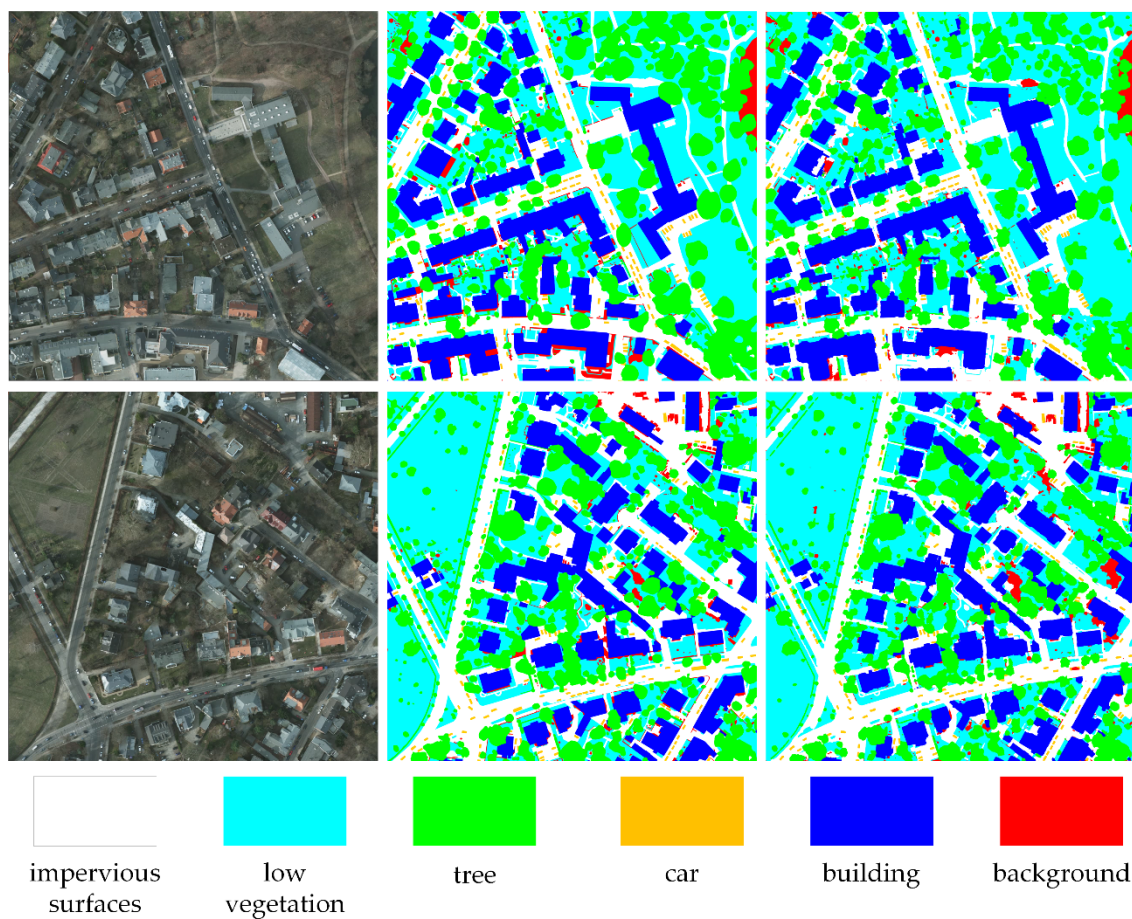 impervious
surfaces
low
vegetation
tree
car
building
background